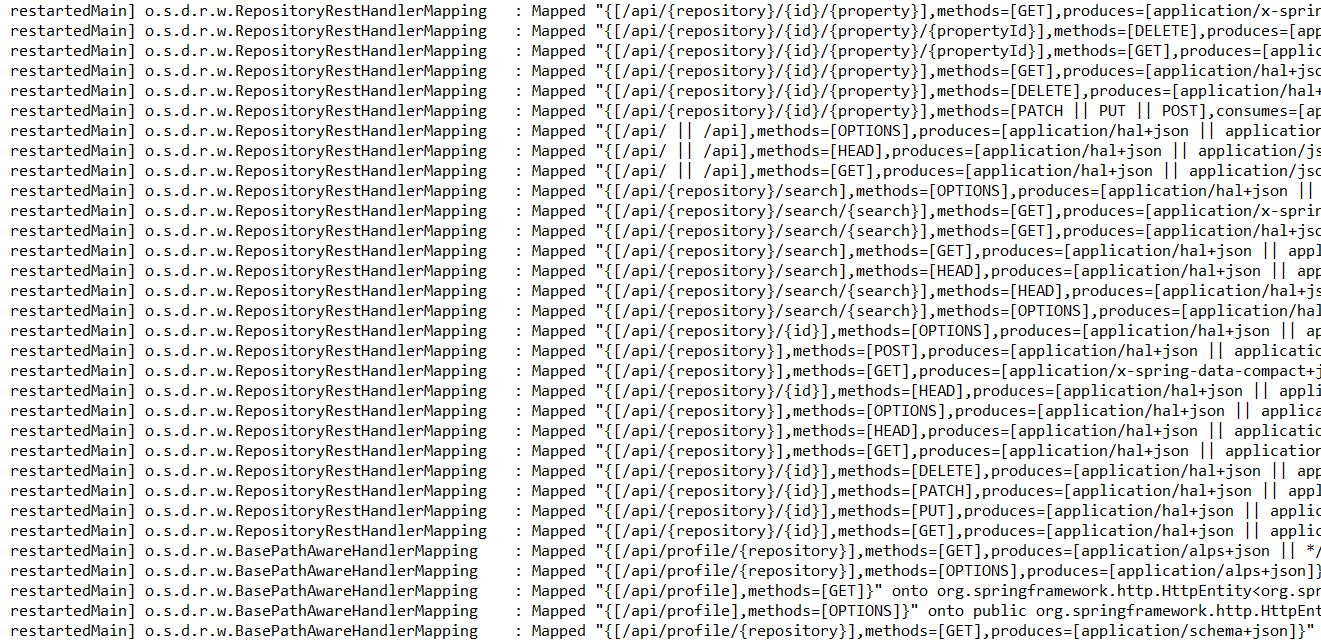 restartedMain] o.s.d.r.w.RepositoryRestHandlerMapping : Mapped "{[/api/{repository}/{id}/{property}],methods=[GET],produces=[application/x-sprin
restartedMain] o.s.d.r.w.RepositoryRestHandlerMapping : Mapped "{[/api/{repository}/{id}/{property}/{propertyId}],methods=[DELETE],produces=[app
restartedMain] o.s.d.r.w.RepositoryRestHandlerMapping : Mapped "{[/api/{repository}/{id}/{property}/{propertyId}],methods=[GET],produces=[applic
restartedMain] o.s.d.r.w.RepositoryRestHandlerMapping : Mapped "{[/api/{repository}/{id}/{property}],methods=[GET],produces=[application/hal+jso
restartedMain] o.s.d.r.w.RepositoryRestHandlerMapping : Mapped "{[/api/{repository}/{id}/{property}],methods=[DELETE],produces=[application/hal+
restartedMain] o.s.d.r.w.RepositoryRestHandlerMapping : Mapped "{[/api/{repository}/{id}/{property}],methods=[PATCH || PUT || POST],consumes=[ap
restartedMain] o.s.d.r.w.RepositoryRestHandlerMapping : Mapped "{[/api/ || /api],methods=[OPTIONS],produces=[application/hal+json || application
restartedMain] o.s.d.r.w.RepositoryRestHandlerMapping : Mapped "{[/api/ || /api],methods=[HEAD],produces=[application/hal+json || application/js
restartedMain] o.s.d.r.w.RepositoryRestHandlerMapping : Mapped "{[/api/ || /api],methods=[GET],produces=[application/hal+json || application/jso
restartedMain] o.s.d.r.w.RepositoryRestHandlerMapping : Mapped "{[/api/{repository}/search],methods=[OPTIONS],produces=[application/hal+json ||
restartedMain] o.s.d.r.w.RepositoryRestHandlerMapping : Mapped "{[/api/{repository}/search/{search}],methods=[GET],produces=[application/x-sprin
restartedMain] o.s.d.r.w.RepositoryRestHandlerMapping : Mapped "{[/api/{repository}/search/{search}],methods=[GET],produces=[application/hal+jso
restartedMain] o.s.d.r.w.RepositoryRestHandlerMapping : Mapped "{[/api/{repository}/search],methods=[GET],produces=[application/hal+json || appl
restartedMain] o.s.d.r.w.RepositoryRestHandlerMapping : Mapped "{[/api/{repository}/search],methods=[HEAD],produces=[application/hal+json || app
restartedMain] o.s.d.r.w.RepositoryRestHandlerMapping : Mapped "{[/api/{repository}/search/{search}],methods=[HEAD],produces=[application/hal+js
restartedMain] o.s.d.r.w.RepositoryRestHandlerMapping : Mapped "{[/api/{repository}/search/{search}],methods=[OPTIONS],produces=[application/hal
restartedMain] o.s.d.r.w.RepositoryRestHandlerMapping : Mapped "{[/api/{repository}/{id}],methods=[OPTIONS],produces=[application/hal+json || ap
restartedMain] o.s.d.r.w.RepositoryRestHandlerMapping : Mapped "{[/api/{repository}],methods=[POST],produces=[application/hal+json || applicatio
restartedMain] o.s.d.r.w.RepositoryRestHandlerMapping : Mapped "{[/api/{repository}],methods=[GET],produces=[application/x-spring-data-compact+j
restartedMain] o.s.d.r.w.RepositoryRestHandlerMapping : Mapped "{[/api/{repository}/{id}],methods=[HEAD],produces=[application/hal+json || appli
restartedMain] o.s.d.r.w.RepositoryRestHandlerMapping : Mapped "{[/api/{repository}],methods=[OPTIONS],produces=[application/hal+json || applica
restartedMain] o.s.d.r.w.RepositoryRestHandlerMapping : Mapped "{[/api/{repository}],methods=[HEAD],produces=[application/hal+json || applicatio
restartedMain] o.s.d.r.w.RepositoryRestHandlerMapping : Mapped "{[/api/{repository}],methods=[GET],produces=[application/hal+json || application
restartedMain] o.s.d.r.w.RepositoryRestHandlerMapping : Mapped "{[/api/{repository}/{id}],methods=[DELETE],produces=[application/hal+json || app
restartedMain] o.s.d.r.w.RepositoryRestHandlerMapping : Mapped "{[/api/{repository}/{id}],methods=[PATCH],produces=[application/hal+json || appl
restartedMain] o.s.d.r.w.RepositoryRestHandlerMapping : Mapped "{[/api/{repository}/{id}],methods=[PUT],produces=[application/hal+json || applic
restartedMain] o.s.d.r.w.RepositoryRestHandlerMapping : Mapped "{[/api/{repository}/{id}],methods=[GET],produces=[application/hal+json || applic
restartedMain] o.s.d.r.w.BasePathAwareHandlerMapping : Mapped "{[/api/profile/{repository}],methods=[GET],produces=[application/alps+json || */
restartedMain] o.s.d.r.w.BasePathAwareHandlerMapping : Mapped "{[/api/profile/{repository}],methods=[OPTIONS],produces=[application/alps+json]}
restartedMain] o.s.d.r.w.BasePathAwareHandlerMapping : Mapped "{[/api/profile],methods=[GET]}" onto org.springframework.http.HttpEntity<org.spr
restartedMain] o.s.d.r.w.BasePathAwareHandlerMapping : Mapped "{[/api/profile],methods=[OPTIONS]}" onto public org.springframework.http.HttpEnt
restartedMain] o.s.d.r.w.BasePathAwareHandlerMapping : Mapped "{[/api/profile/{repository}],methods=[GET],produces=[application/schema+json]}"